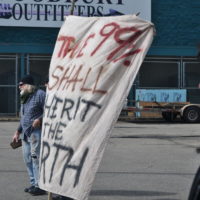 OUTFITTERS
THE 99%
SHALL
HERIT
THE
RTH